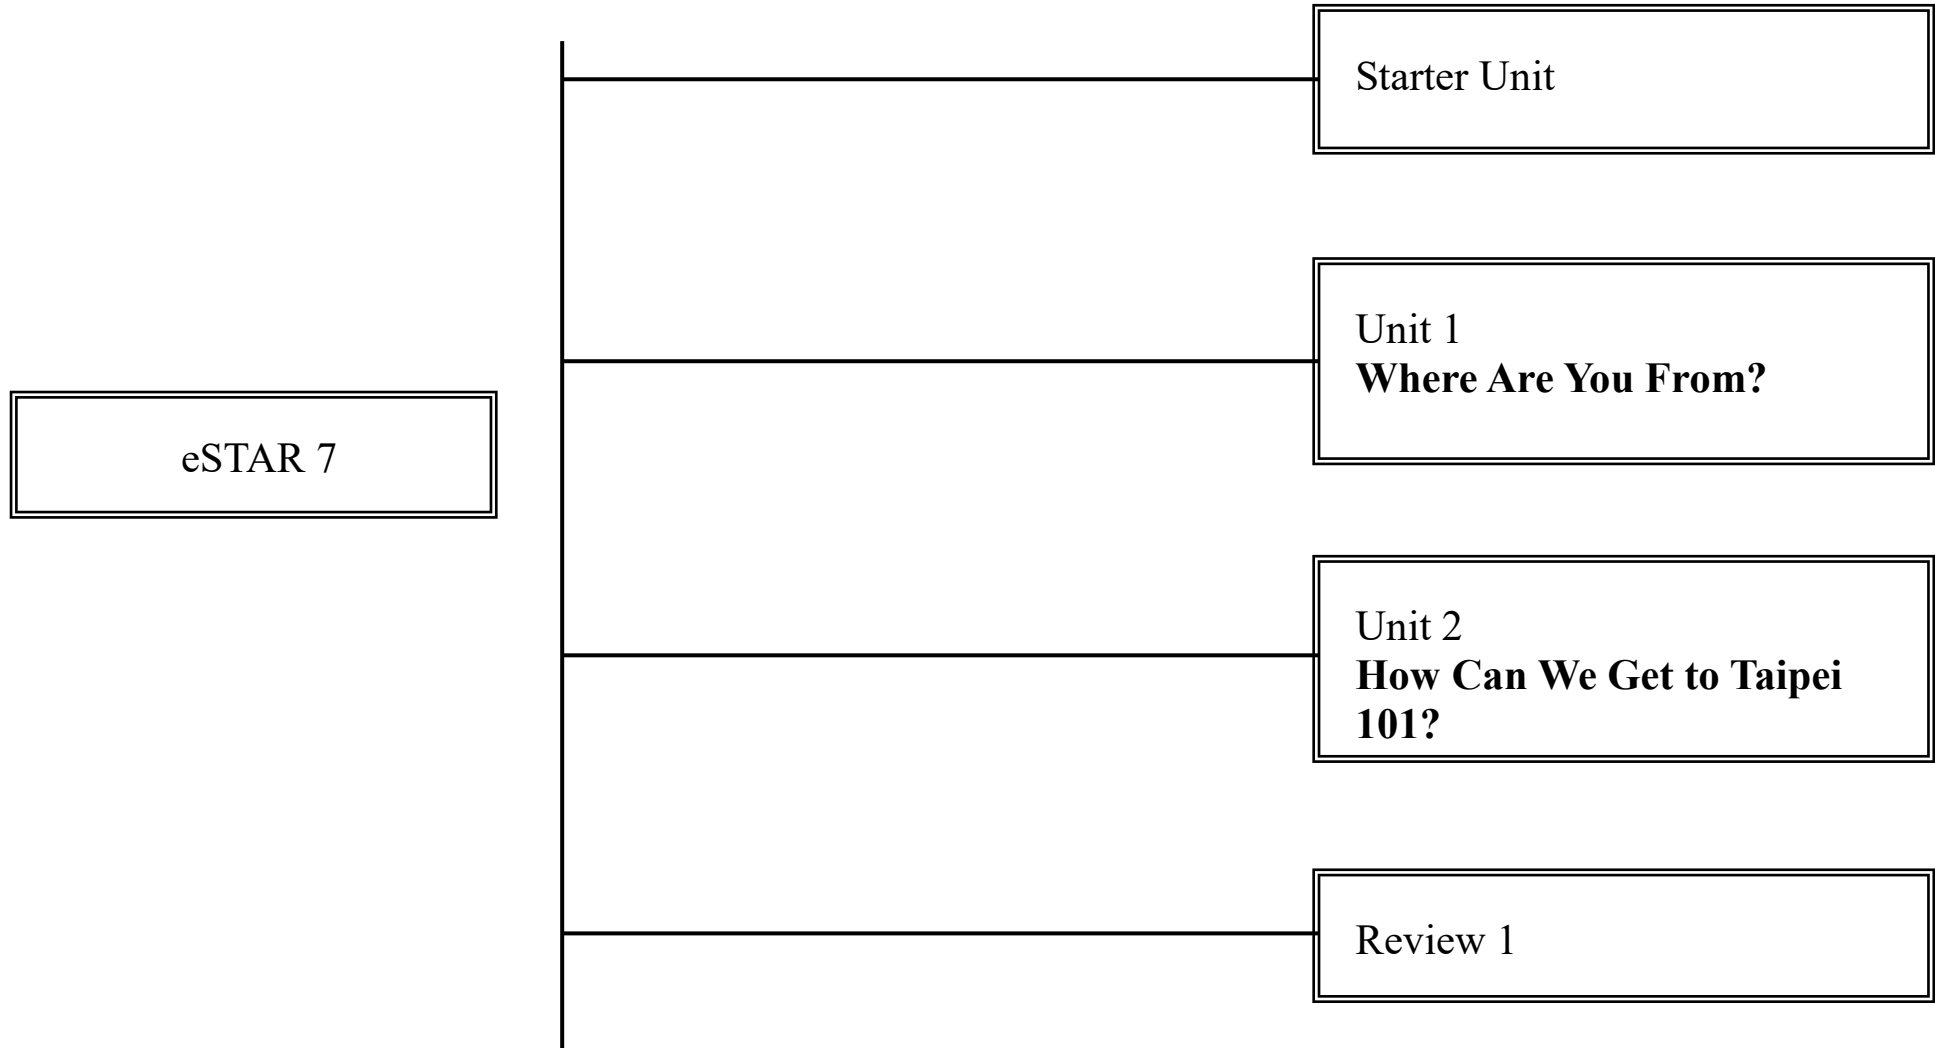 Starter Unit
Unit 1
Where Are You From?
eSTAR 7
Unit 2
How Can We Get to Taipei
101?
Review 1